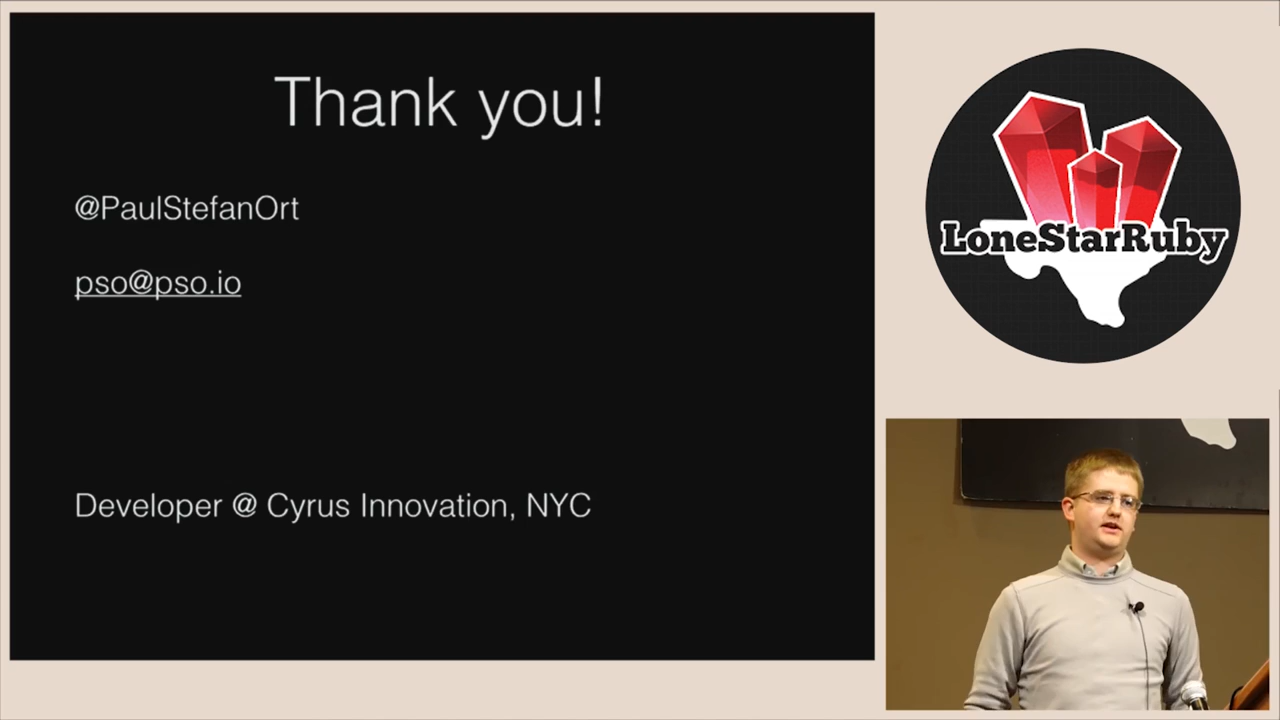 Thank you!
@PaulStefanOrt
pso@pso.io
Developer @ Cyrus Innovation, NYC
LoneStarRuby